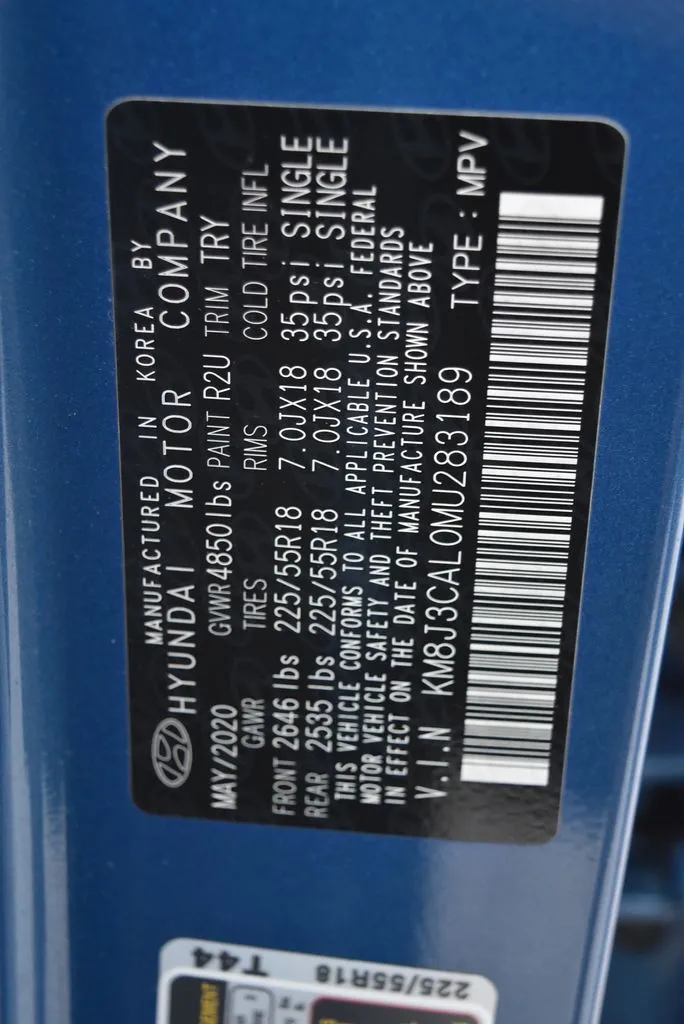 MANUFACTURED IN KOREA BY
HYUNDAI MOTOR COMPANY
MAY/2020 GVWR 4850lbs PAINT R2U TRIM TRY
GAWR TIRES RIMS COLD TIRE INFL
FRONT 2646 lbs 225/55R18 7.0JX18 35psi SINGLE
REAR 2535 lbs 225/55R18 7.0JX18 35psi SINGLE
THIS VEHICLE CONFORMS TO ALL APPLICABLE U.S.A. FEDERAL
MOTOR VEHICLE SAFETY AND THEFT PREVENTION STANDARDS
IN EFFECT ON THE DATE OF MANUFACTURE SHOWN ABOVE
V.I.N KM8J3CAL0MU283189 TYPE : MPV
T44
225/55R18